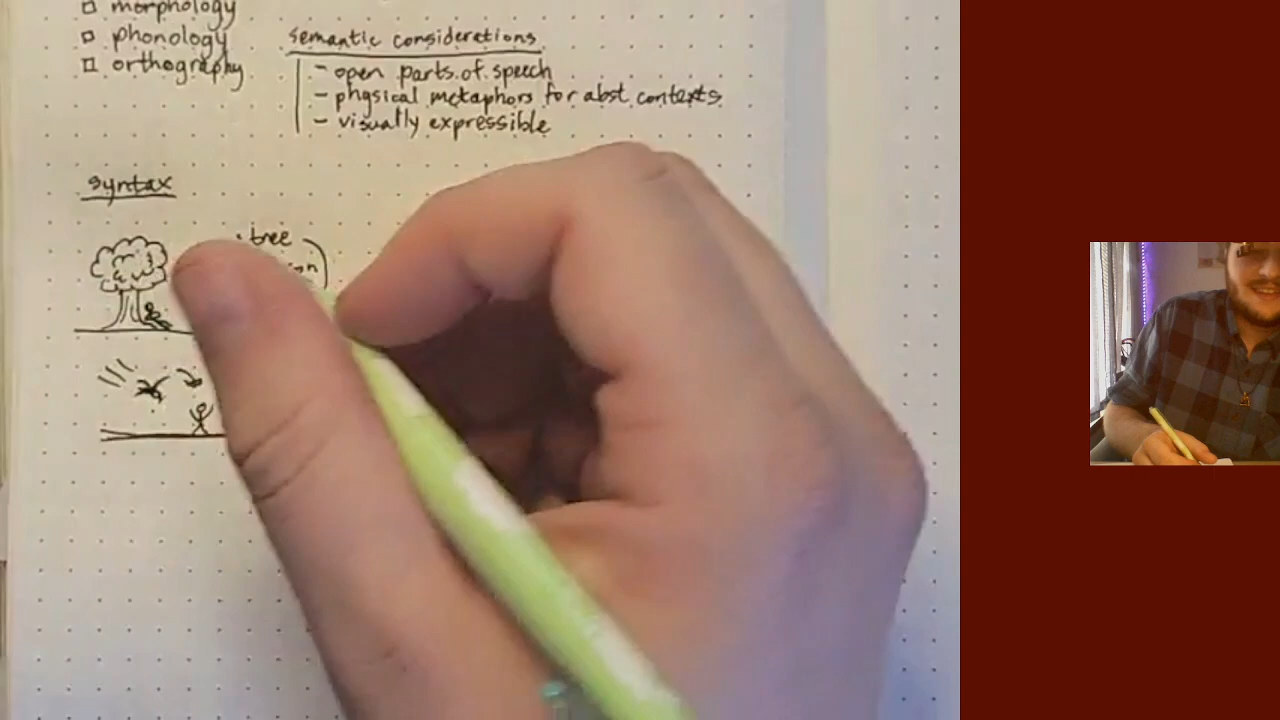 morphology
phonology
orthography
semantic considerations
- open parts of speech
- physical metaphors for abst. contexts
- visually expressible
syntax
· tree